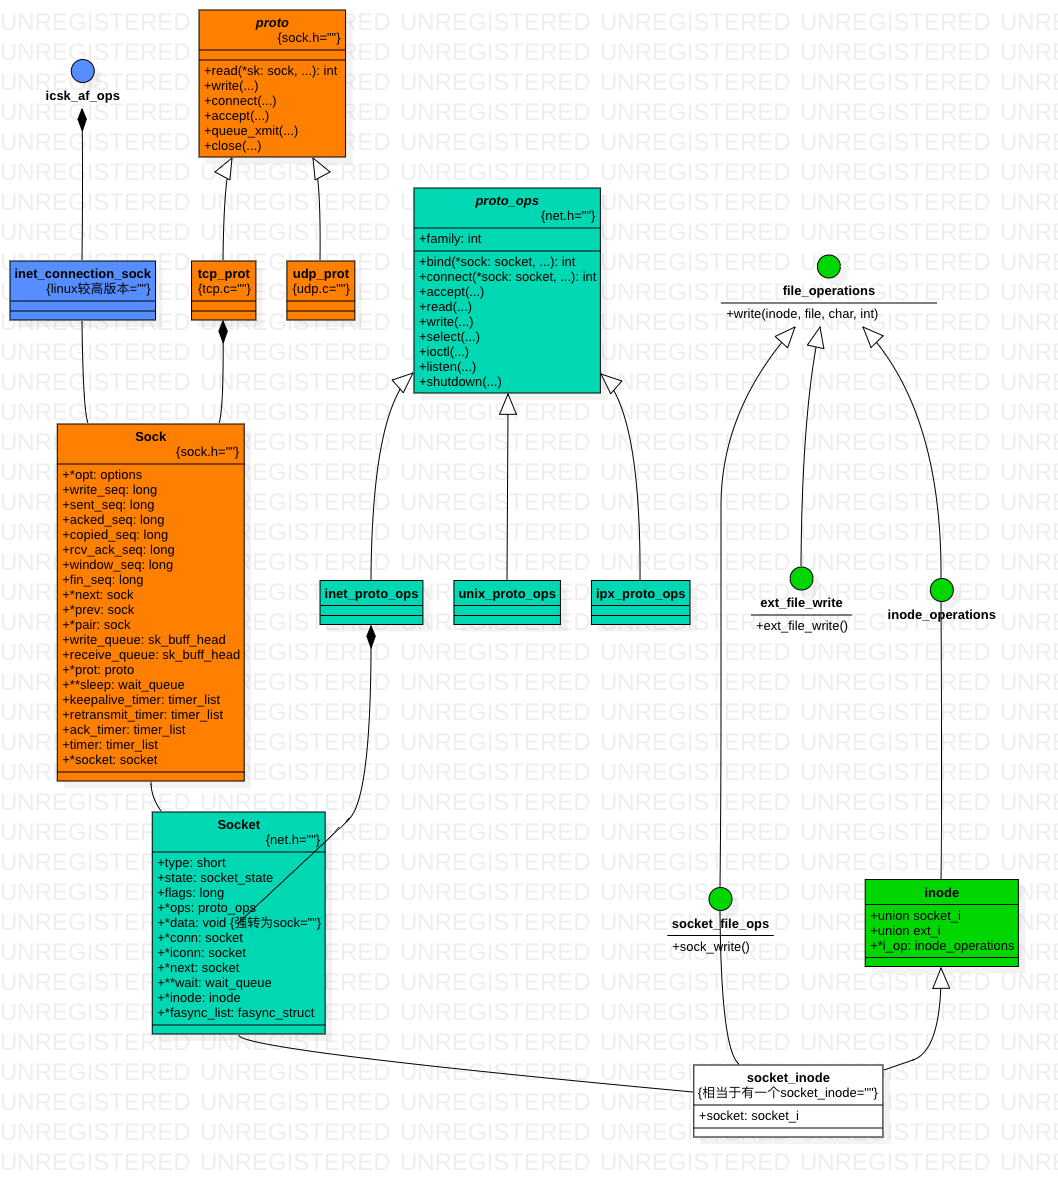 proto
{sock.h=""}
+read(*sk: sock, ...): int
+write(...)
+connect(...)
+accept(...)
+queue_xmit(...)
+close(...)
icsk_af_ops
proto_ops
{net.h=""}
+family: int
+bind(*sock: socket, ...): int
+connect(*sock: socket, ...): int
+accept(...)
+read(...)
+write(...)
+select(...)
+ioctl(...)
+listen(...)
+shutdown(...)
inet_connection_sock
{linux较高版本=""}
tcp_prot
{tcp.c=""}
udp_prot
{udp.c=""}
file_operations
+write(inode, file, char, int)
Sock
{sock.h=""}
+*opt: options
+write_seq: long
+sent_seq: long
+acked_seq: long
+copied_seq: long
+rcv_ack_seq: long
+window_seq: long
+fin_seq: long
+*next: sock
+*prev: sock
+*pair: sock
+write_queue: sk_buff_head
+receive_queue: sk_buff_head
+*prot: proto
+**sleep: wait_queue
+keepalive_timer: timer_list
+retransmit_timer: timer_list
+ack_timer: timer_list
+timer: timer_list
+*socket: socket
inet_proto_ops
unix_proto_ops
ipx_proto_ops
ext_file_write
+ext_file_write()
inode_operations
Socket
{net.h=""}
+type: short
+state: socket_state
+flags: long
+*ops: proto_ops
+*data: void {强转为sock=""}
+*conn: socket
+*iconn: socket
+*next: socket
+**wait: wait_queue
+*inode: inode
+*fasync_list: fasync_struct
socket_file_ops
+sock_write()
inode
+union socket_i
+union ext_i
+*i_op: inode_operations
socket_inode
{相当于有一个socket_inode=""}
+socket: socket_i
UNREGISTERED